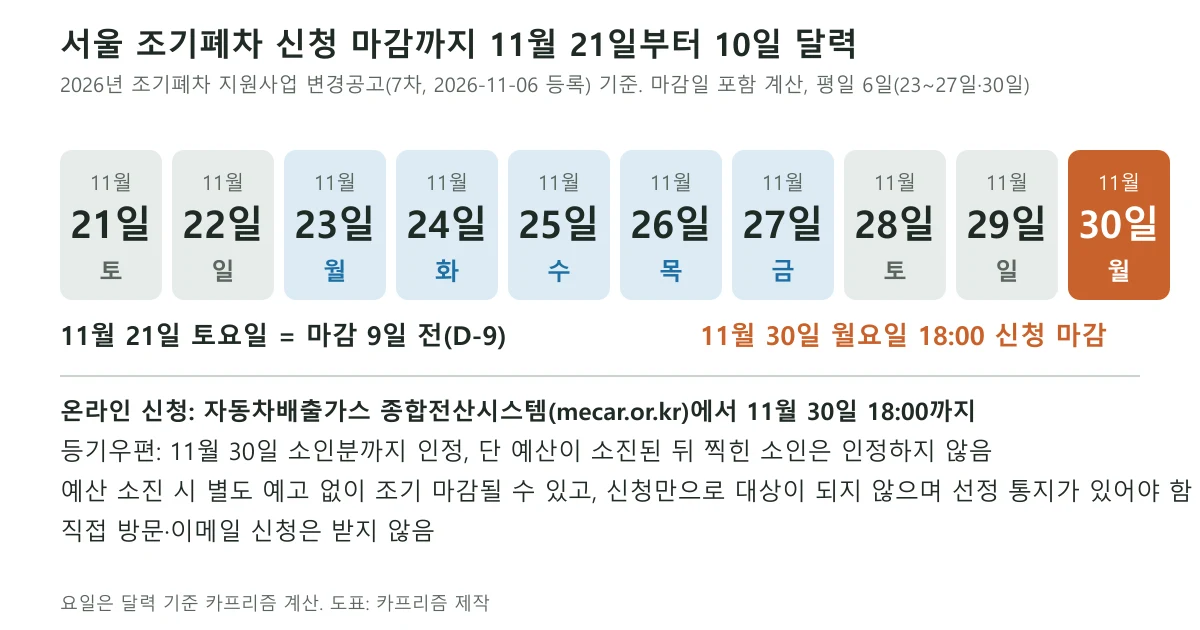 서울 조기폐차 신청 마감까지 11월 21일부터 10일 달력
2026년 조기폐차 지원사업 변경공고(7차, 2026-11-06 등록) 기준. 마감일 포함 계산, 평일 6일(23~27일·30일)
11월 11월 11월 11월 11월 11월 11월 11월 11월 11월
21일 22일 23일 24일 25일 26일 27일 28일 29일 30일
토 일 월 화 수 목 금 토 일 월
11월 21일 토요일 = 마감 9일 전(D-9) 11월 30일 월요일 18:00 신청 마감
온라인 신청: 자동차배출가스 종합전산시스템(mecar.or.kr)에서 11월 30일 18:00까지
등기우편: 11월 30일 소인분까지 인정, 단 예산이 소진된 뒤 찍힌 소인은 인정하지 않음
예산 소진 시 별도 예고 없이 조기 마감될 수 있고, 신청만으로 대상이 되지 않으며 선정 통지가 있어야 함
직접 방문·이메일 신청은 받지 않음
요일은 달력 기준 카프리즘 계산. 도표: 카프리즘 제작